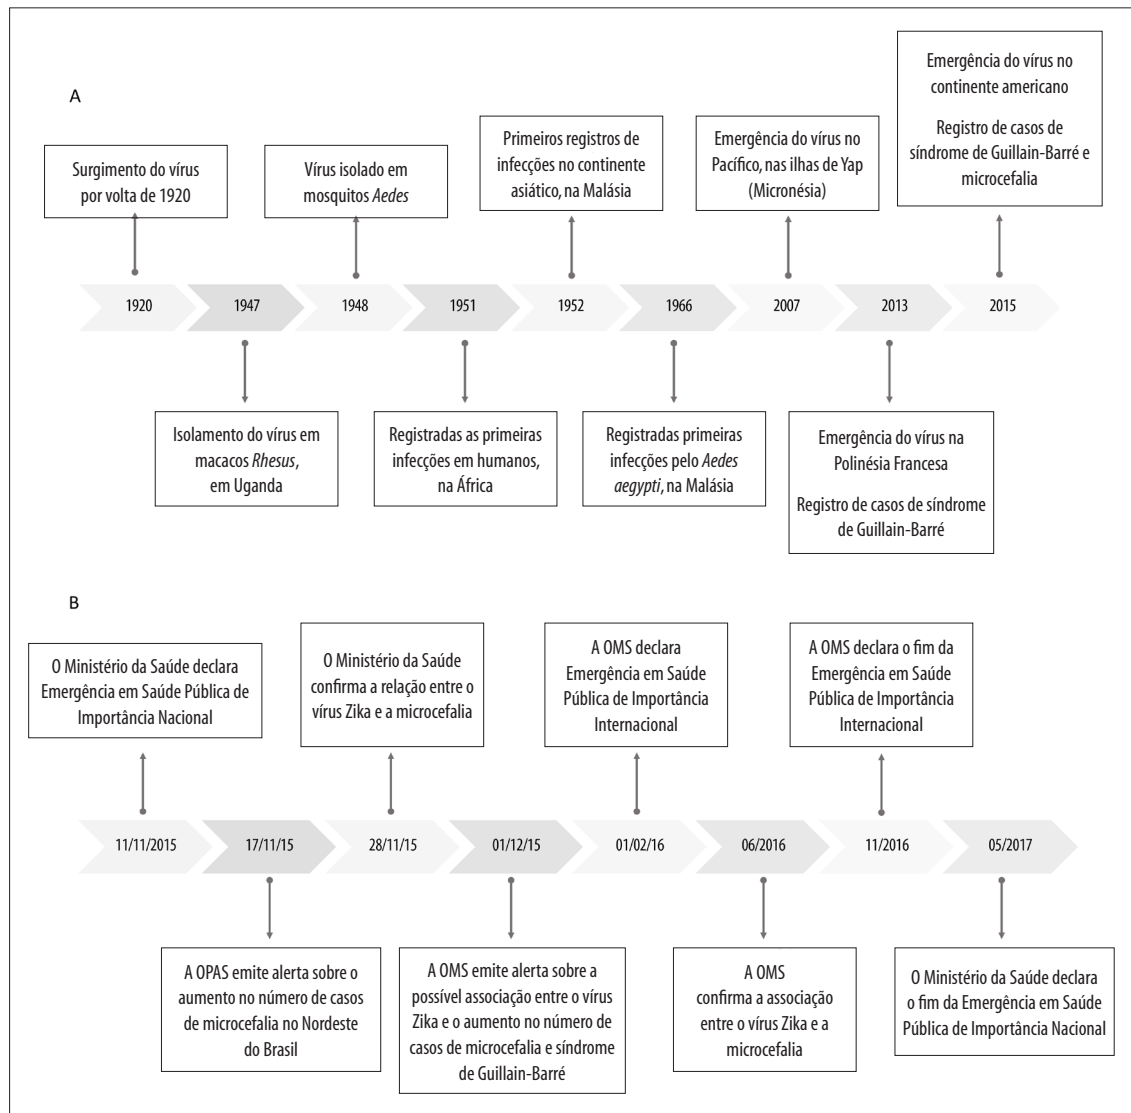 A
Surgimento do vírus
por volta de 1920
Vírus isolado em
mosquitos Aedes
Primeiros registros de
infecções no continente
asiático, na Malásia
Emergência do vírus no
Pacífico, nas ilhas de Yap
(Micronésia)
Emergência do vírus no
continente americano
Registro de casos de
síndrome de Guillain-Barré e
microcefalia
1920
1947
1948
1951
1952
1966
2007
2013
2015
Isolamento do vírus em
macacos Rhesus,
em Uganda
Registradas as primeiras
infecções em humanos,
na África
Registradas primeiras
infecções pelo Aedes
aegypti, na Malásia
Emergência do vírus na
Polinésia Francesa
Registro de casos de síndrome
de Guillain-Barré
B
O Ministério da Saúde declara
Emergência em Saúde Pública de
Importância Nacional
O Ministério da Saúde
confirma a relação entre o
vírus Zika e a microcefalia
A OMS declara
Emergência em Saúde
Pública de Importância
Internacional
A OMS declara o fim da
Emergência em Saúde
Pública de Importância
Internacional
11/11/2015
17/11/15
28/11/15
01/12/15
01/02/16
06/2016
11/2016
05/2017
A OPAS emite alerta sobre o
aumento no número de casos
de microcefalia no Nordeste
do Brasil
A OMS emite alerta sobre a
possível associação entre o vírus
Zika e o aumento no número de
casos de microcefalia e síndrome
de Guillain-Barré
A OMS
confirma a associação
entre o vírus Zika e a
microcefalia
O Ministério da Saúde declara
o fim da Emergência em Saúde
Pública de Importância Nacional